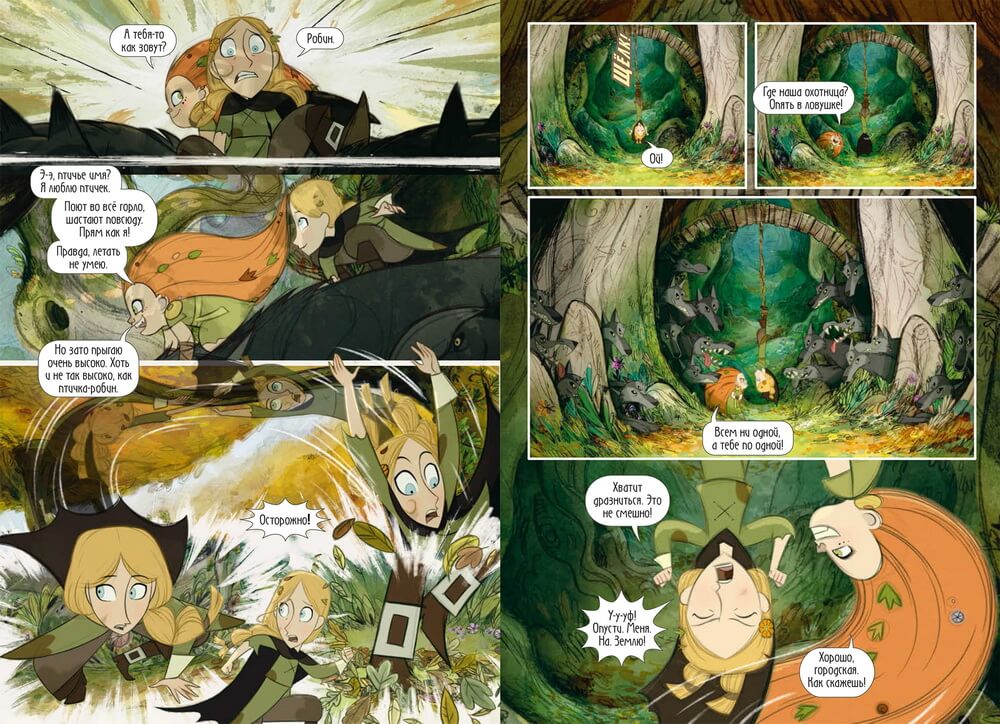 А тебя-то
как зовут?
Робин.
Э-э, птичье имя?
Я люблю птичек.
Поют во всё горло,
шастают повсюду.
Прям как я!
Правда, летать
не умею.
Но зато прыгаю
очень высоко. Хоть
и не так высоко, как
птичка-робин.
Осторожно!
ЩЁЛК!
Ой!
Где наша охотница?
Опять в ловушке!
Всем ни одной,
а тебе по одной!
Хватит
дразниться. Это
не смешно!
У-у-уф!
Опусти. Меня.
На. Землю!
Хорошо,
городская.
Как скажешь!